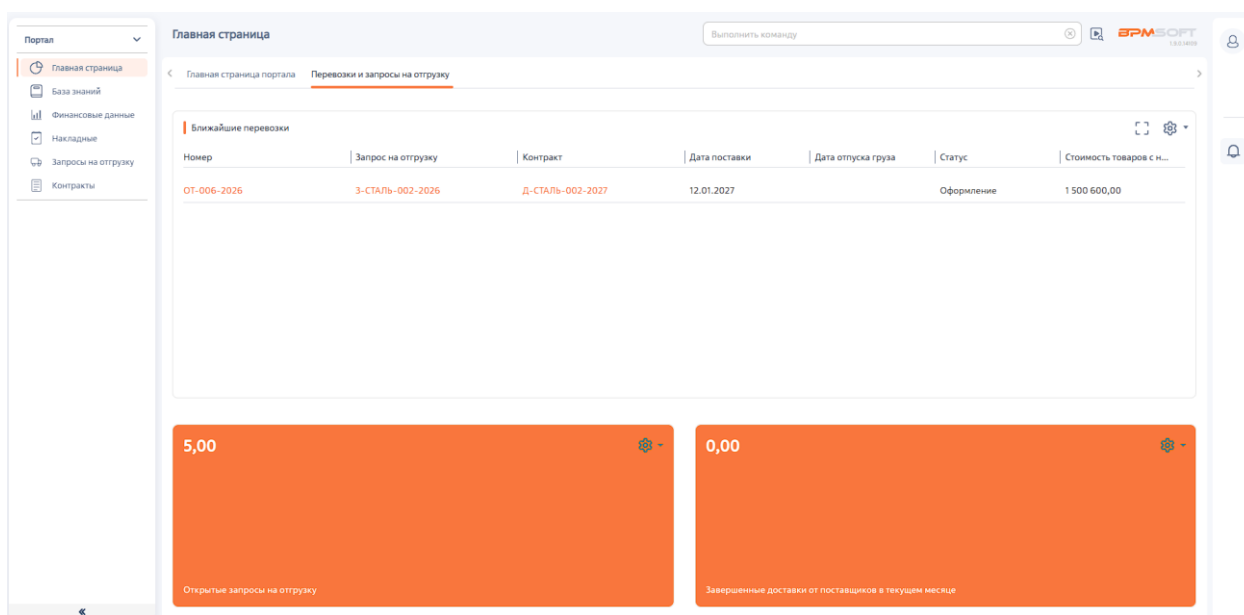 Портал
Главная страница
База знаний
Финансовые данные
Накладные
Запросы на отгрузку
Контракты
Главная страница
Выполнить команду
BPMSOFT
Главная страница портала Перевозки и запросы на отгрузку
Ближайшие перевозки
Номер Запрос на отгрузку Контракт Дата поставки Дата отпуска груза Статус Стоимость товаров с н...
ОТ-006-2026 З-СТАЛЬ-002-2026 Д-СТАЛЬ-002-2027 12.01.2027 Оформление 1 500 600,00
5,00
Открытые запросы на отгрузку
0,00
Завершенные доставки от поставщиков в текущем месяце